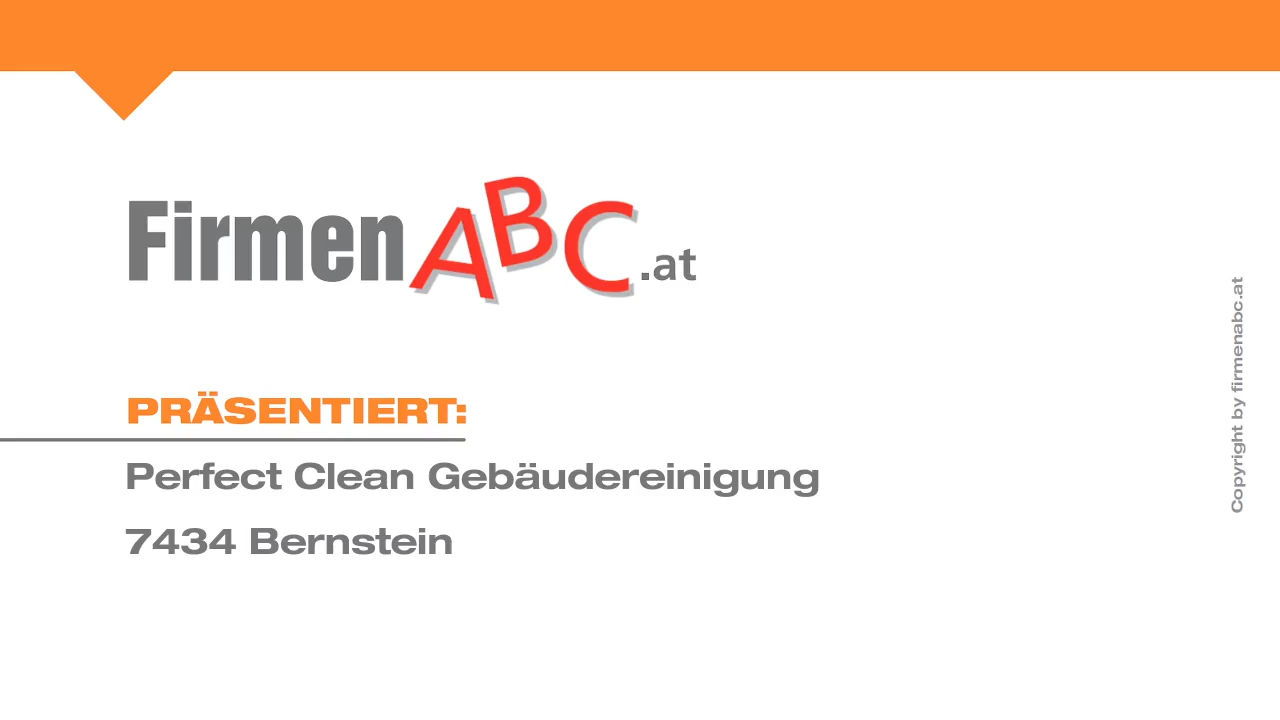 FirmenABC.at
PRÄSENTIERT:
Perfect Clean Gebäudereinigung
7434 Bernstein
Copyright by firmenabc.at